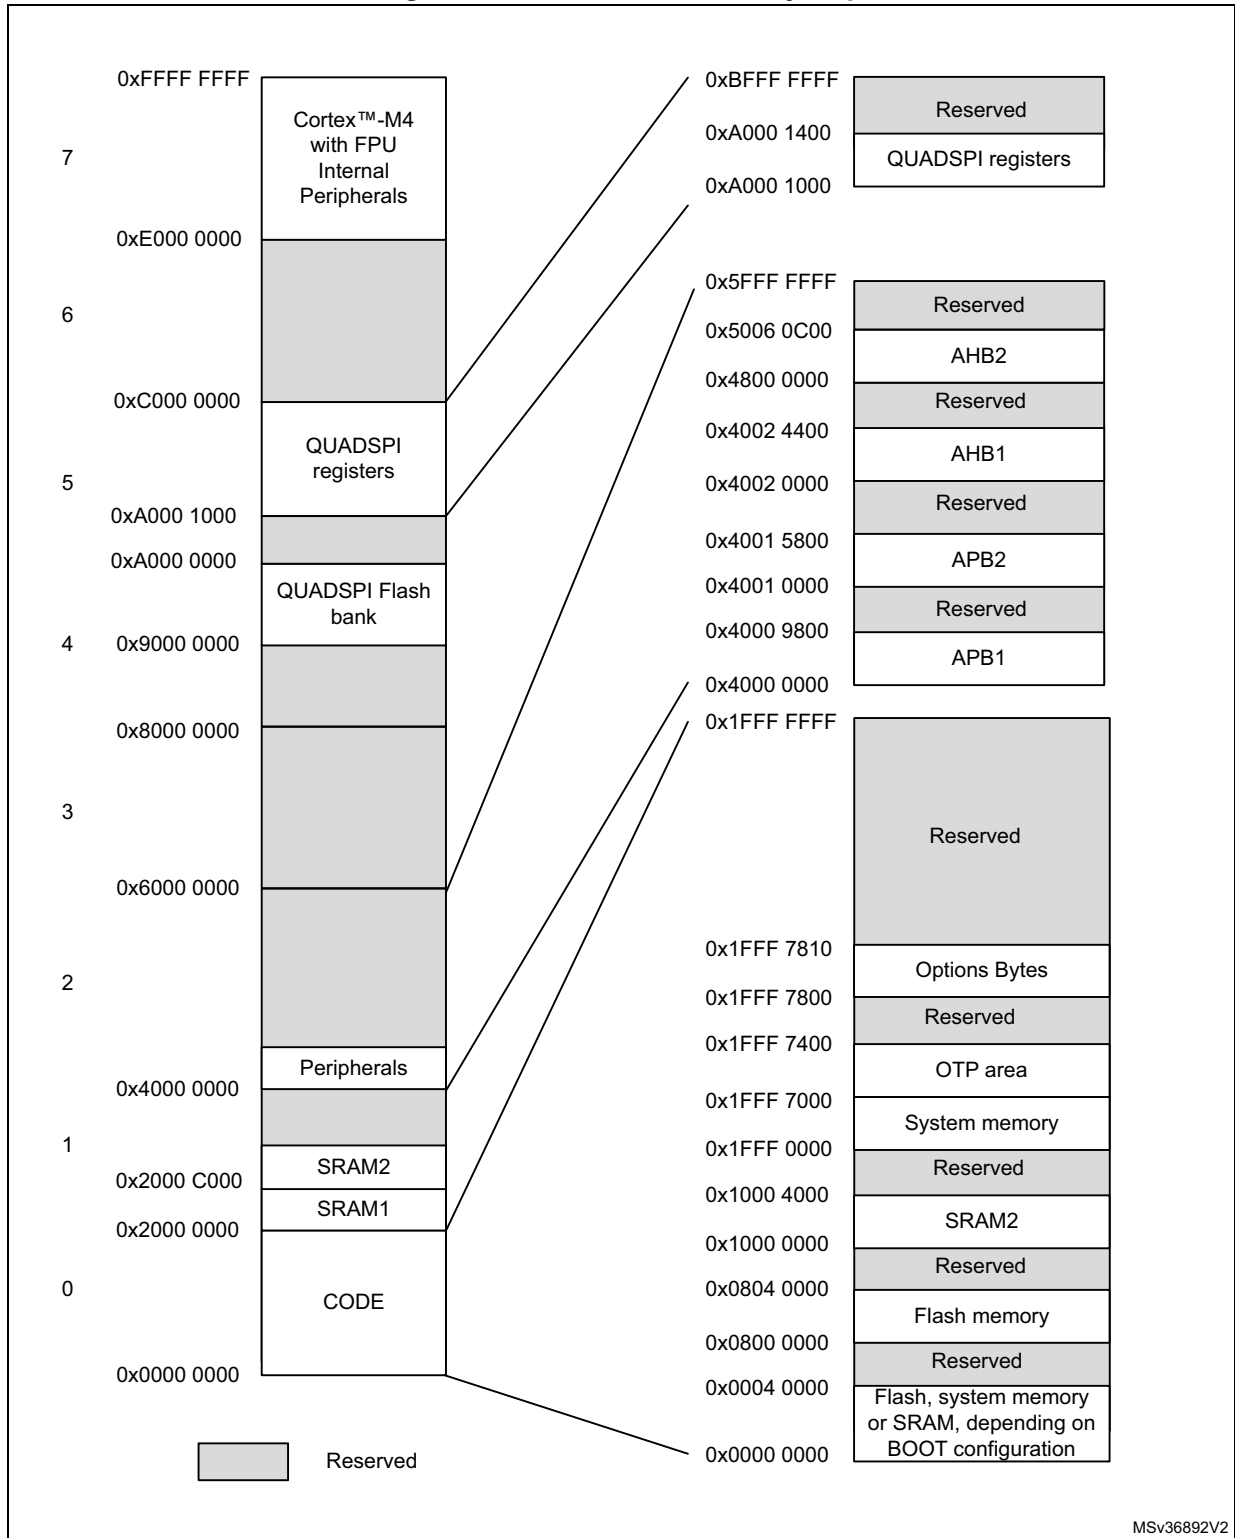 0xFFFF FFFF
Cortex™-M4
with FPU
Internal
Peripherals
7
0xE000 0000
6
0xC000 0000
QUADSPI
registers
5
0xA000 1000
0xA000 0000
QUADSPI Flash
bank
4
0x9000 0000
0x8000 0000
3
0x6000 0000
2
Peripherals
0x4000 0000
1
SRAM2
0x2000 C000
SRAM1
0x2000 0000
0
CODE
0x0000 0000
Reserved
0xBFFF FFFF
Reserved
0xA000 1400
QUADSPI registers
0xA000 1000
0x5FFF FFFF
Reserved
0x5006 0C00
AHB2
0x4800 0000
Reserved
0x4002 4400
AHB1
0x4002 0000
Reserved
0x4001 5800
APB2
0x4001 0000
Reserved
0x4000 9800
APB1
0x4000 0000
0x1FFF FFFF
Reserved
0x1FFF 7810
Options Bytes
0x1FFF 7800
Reserved
0x1FFF 7400
OTP area
0x1FFF 7000
System memory
0x1FFF 0000
Reserved
0x1000 4000
SRAM2
0x1000 0000
Reserved
0x0804 0000
Flash memory
0x0800 0000
Reserved
0x0004 0000
Flash, system memory
or SRAM, depending on
BOOT configuration
0x0000 0000
MSv36892V2